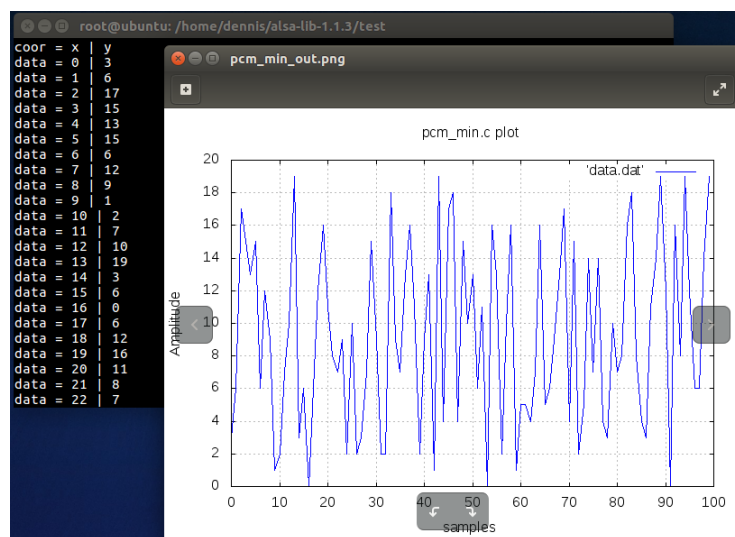 root@ubuntu: /home/dennis/alsa-lib-1.1.3/test
coor = x | y
data = 0 | 3
data = 1 | 6
data = 2 | 17
data = 3 | 15
data = 4 | 13
data = 5 | 15
data = 6 | 6
data = 7 | 12
data = 8 | 9
data = 9 | 1
data = 10 | 2
data = 11 | 7
data = 12 | 10
data = 13 | 19
data = 14 | 3
data = 15 | 6
data = 16 | 0
data = 17 | 6
data = 18 | 12
data = 19 | 16
data = 20 | 11
data = 21 | 8
data = 22 | 7
pcm_min_out.png
pcm_min.c plot
'data.dat'
Amplitude
20
18
16
14
12
10
8
6
4
2
0
0 10 20 30 40 50 60 70 80 90 100
samples